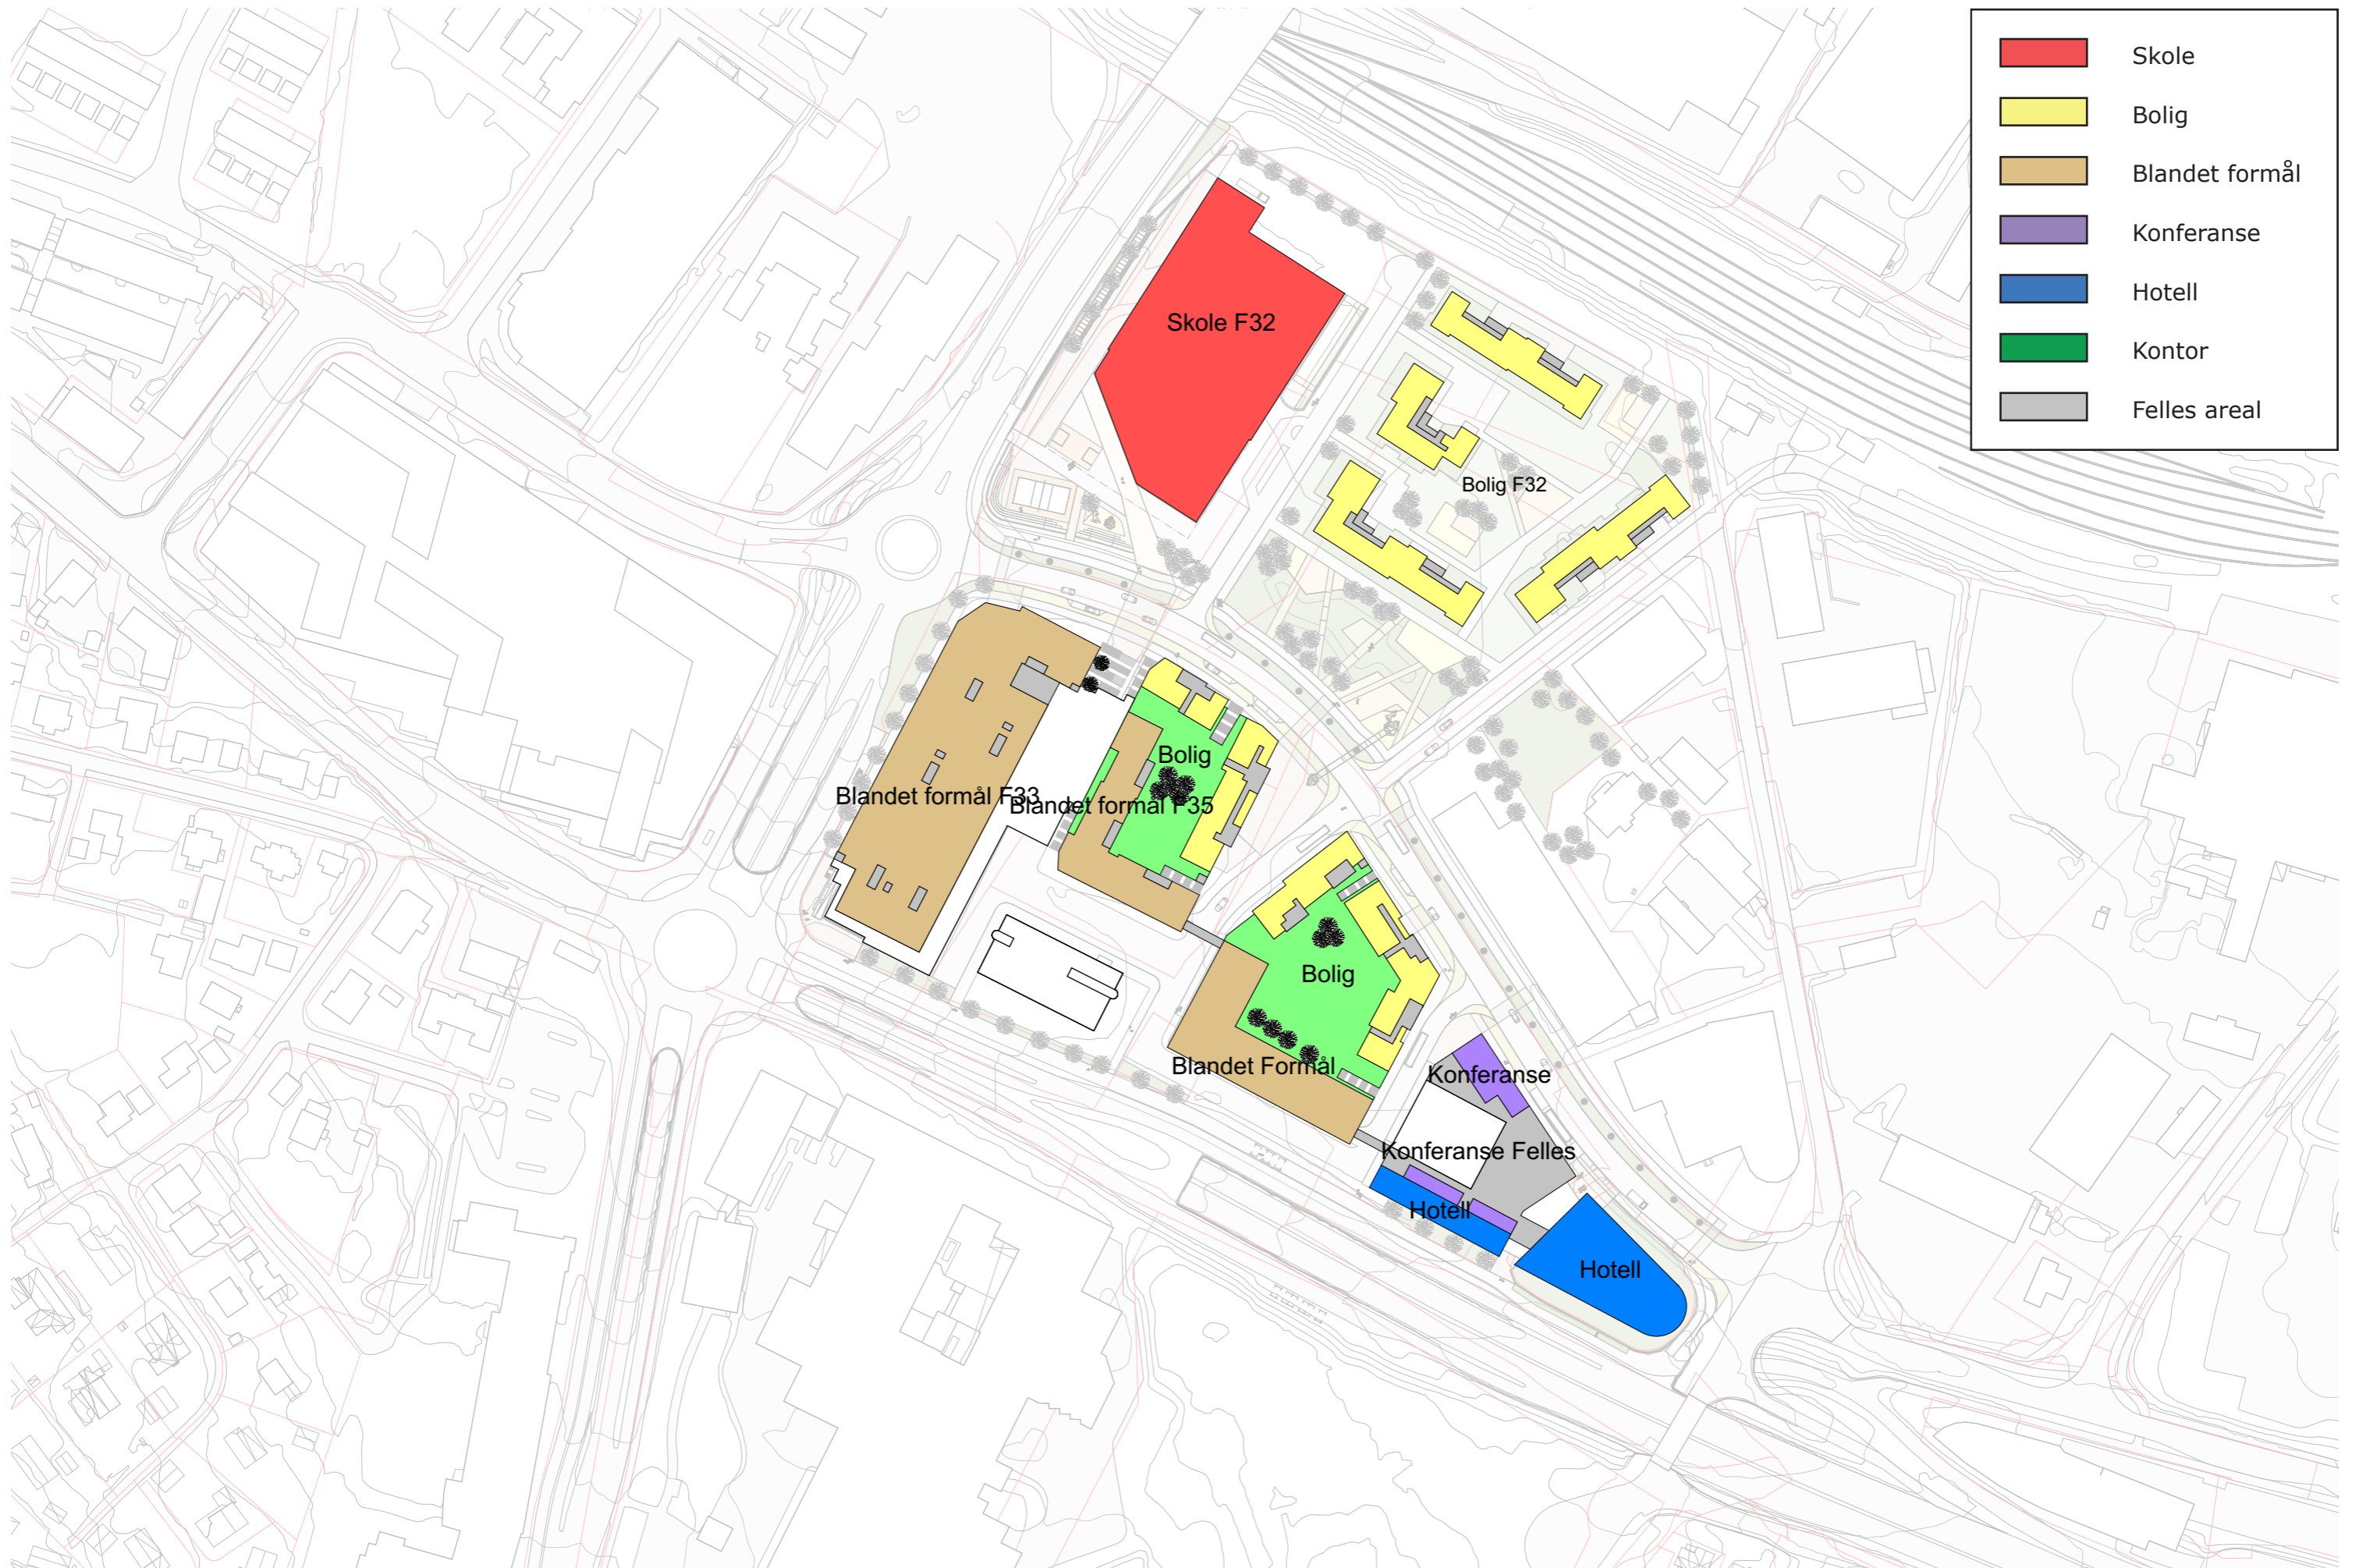 Skole
Bolig
Blandet formål
Konferanse
Hotell
Kontor
Felles areal
Skole F32
Bolig F32
Bolig
Blandet formål F33
Blandet formål F35
Bolig
Blandet Formål
Konferanse
Konferanse Felles
Hotell
Hotell